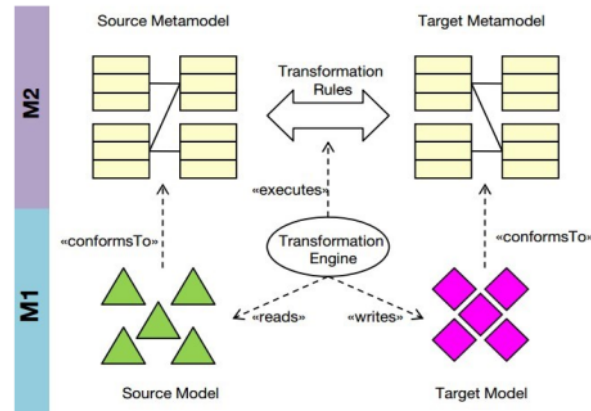 Source Metamodel
Target Metamodel
M2
Transformation
Rules
«executes»
«conformsTo»
Transformation
Engine
«conformsTo»
M1
«reads»
«writes»
Source Model
Target Model